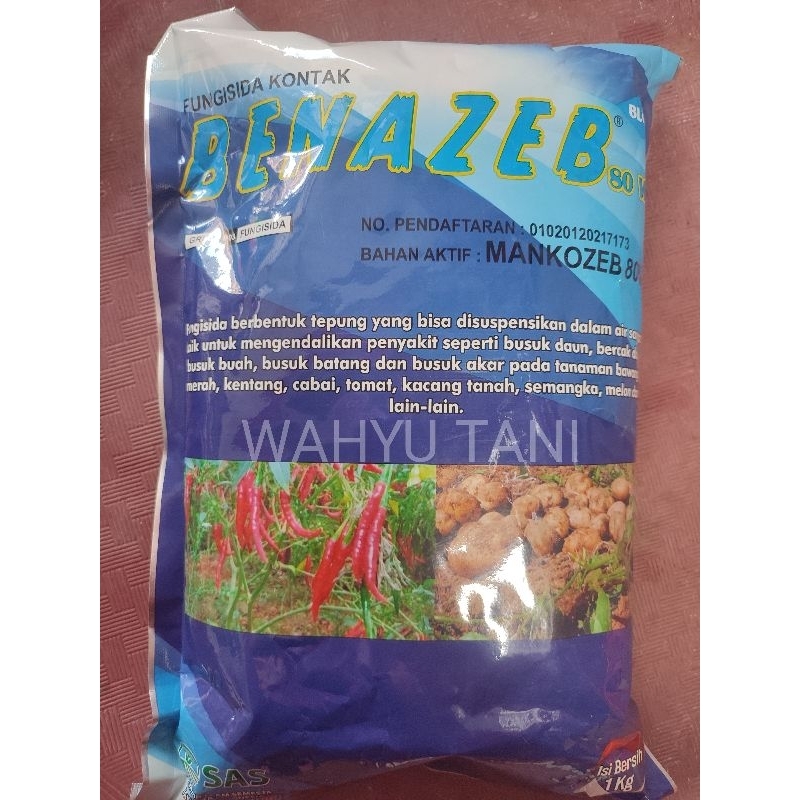 FUNGISIDA KONTAK
BENAZEB®
80
NO. PENDAFTARAN : 01020120217173
BAHAN AKTIF : MANKOZEB 80
FUNGISIDA
berbentuk tepung yang bisa disuspensikan dalam air
untuk mengendalikan penyakit seperti busuk daun, bercak
busuk buah, busuk batang dan busuk akar pada tanaman
merah, kentang, cabai, tomat, kacang tanah, semangka, melon
lain-lain.
WAHYU TANI
SAS
Isi Bersih
1 Kg